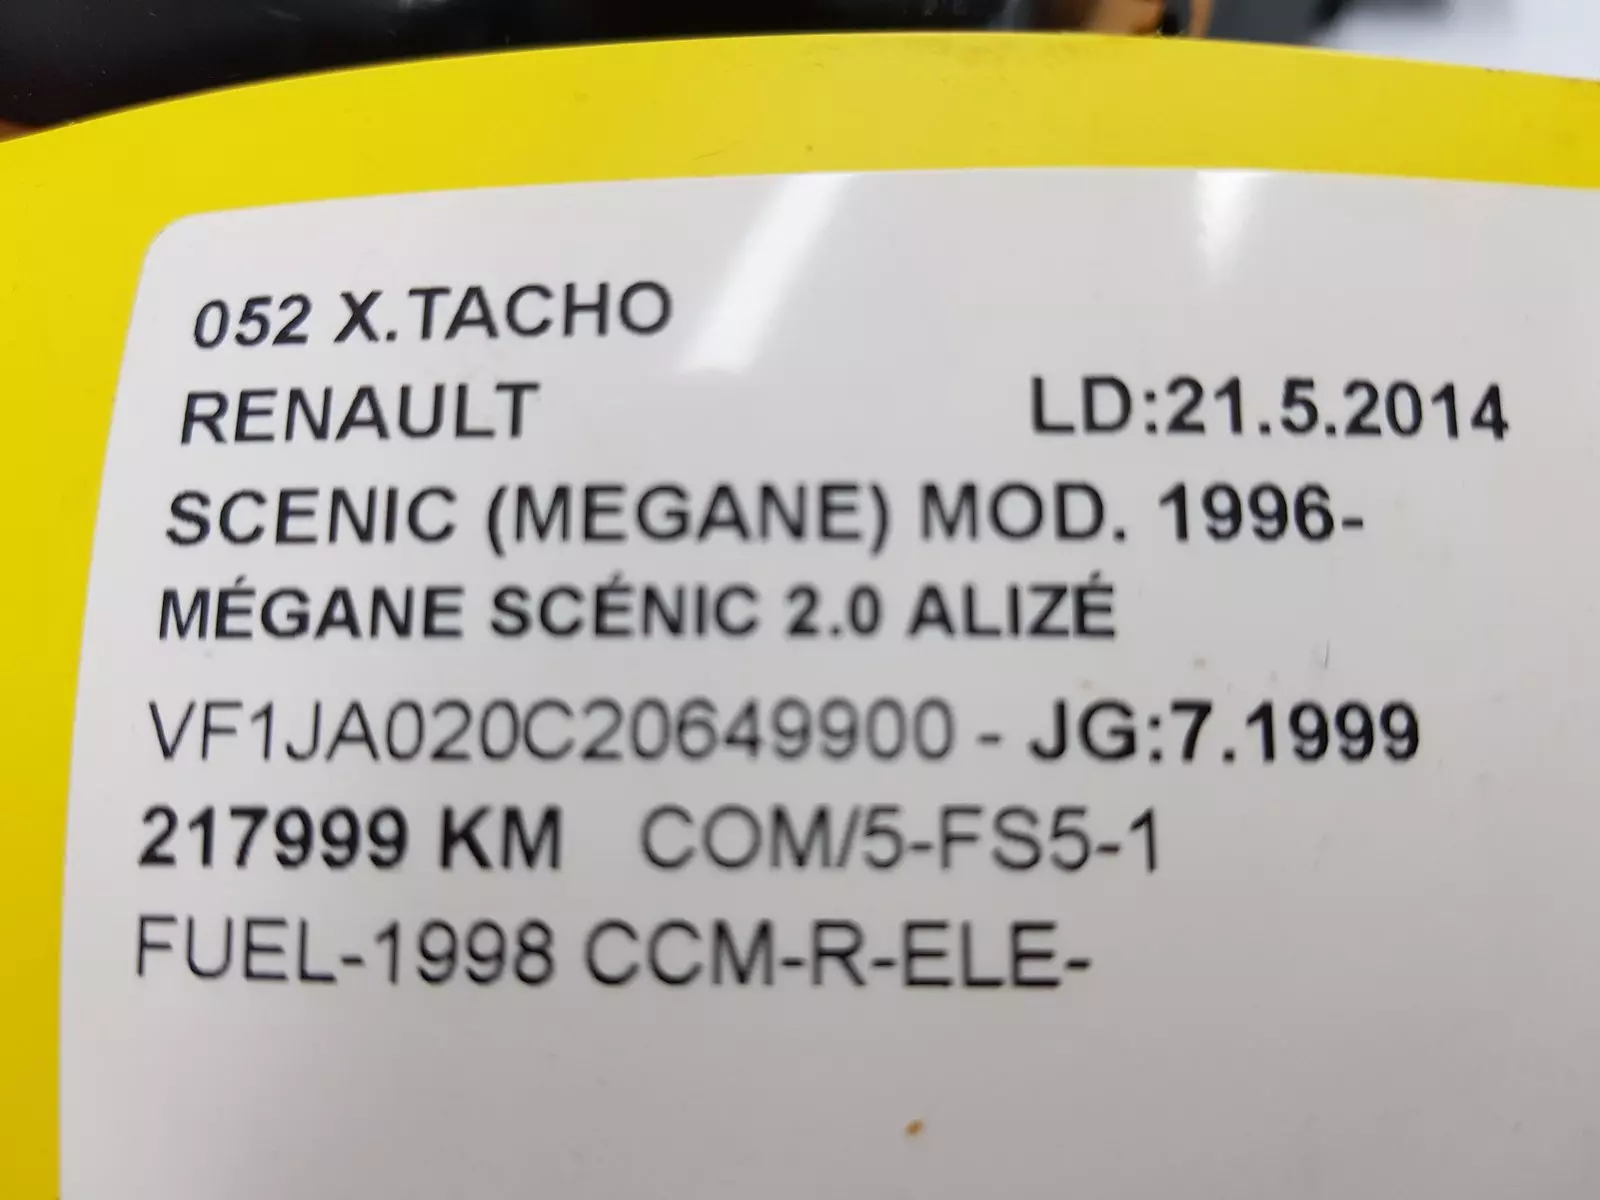 052 X.TACHO
RENAULT LD:21.5.2014
SCENIC (MEGANE) MOD. 1996-
MÉGANE SCÉNIC 2.0 ALIZÉ
VF1JA020C20649900 - JG:7.1999
217999 KM COM/5-FS5-1
FUEL-1998 CCM-R-ELE-